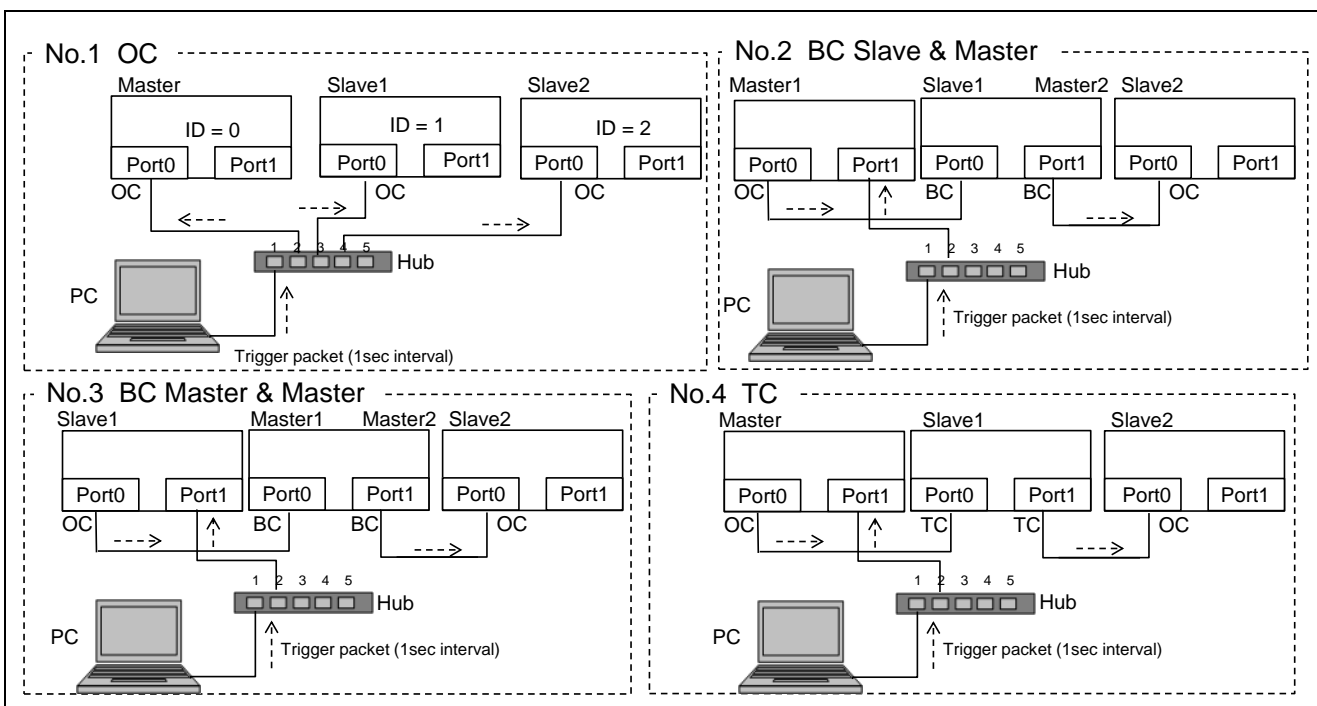 No.1 OC
Master Slave1 Slave2
ID = 0 ID = 1 ID = 2
Port0 Port1 Port0 Port1 Port0 Port1
OC OC OC
1 2 3 4 5
Hub
PC
Trigger packet (1sec interval)
No.2 BC Slave & Master
Master1 Slave1 Master2 Slave2
Port0 Port1 Port0 Port1 Port0 Port1
OC BC BC OC
1 2 3 4 5
Hub
PC
Trigger packet (1sec interval)
No.3 BC Master & Master
Slave1 Master1 Master2 Slave2
Port0 Port1 Port0 Port1 Port0 Port1
OC BC BC OC
1 2 3 4 5
Hub
PC
Trigger packet (1sec interval)
No.4 TC
Master Slave1 Slave2
Port0 Port1 Port0 Port1 Port0 Port1
OC TC TC OC
1 2 3 4 5
Hub
PC
Trigger packet (1sec interval)